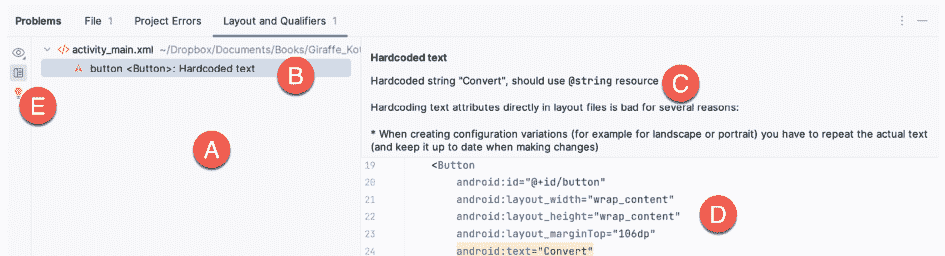 Problems File 1 Project Errors Layout and Qualifiers 1
activity_main.xml ~/Dropbox/Documents/Books/Giraffe_Ko
button <Button>: Hardcoded text
B
E
A
Hardcoded text
Hardcoded string "Convert", should use @string resource
C
Hardcoding text attributes directly in layout files is bad for several reasons:
* When creating configuration variations (for example for landscape or portrait) you have to repeat the actual text
(and keep it up to date when making changes)
19 <Button
20 android:id="@+id/button"
21 android:layout_width="wrap_content"
22 android:layout_height="wrap_content"
D
23 android:layout_marginTop="106dp"
24 android:text="Convert"